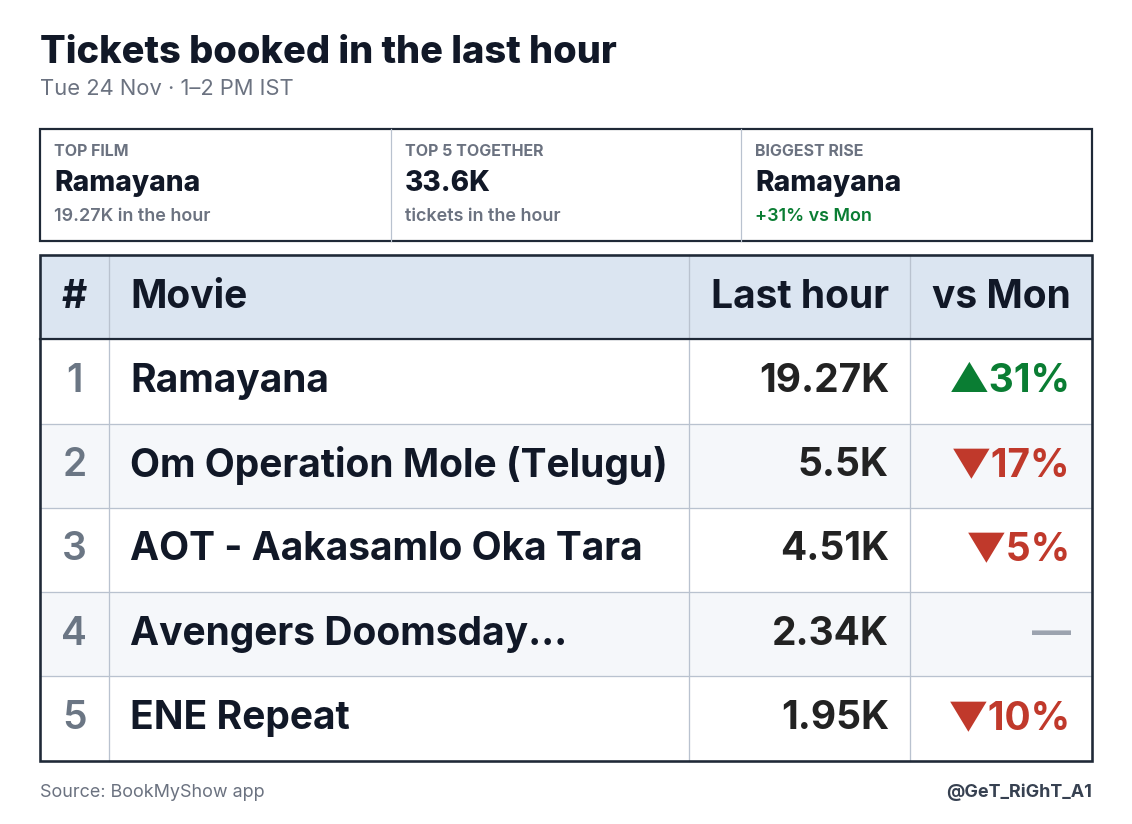 Tickets booked in the last hour
Tue 24 Nov · 1–2 PM IST
TOP FILM
Ramayana
19.27K in the hour
TOP 5 TOGETHER
33.6K
tickets in the hour
BIGGEST RISE
Ramayana
+31% vs Mon
# Movie Last hour vs Mon
1 Ramayana 19.27K ▲31%
2 Om Operation Mole (Telugu) 5.5K ▼17%
3 AOT - Aakasamlo Oka Tara 4.51K ▼5%
4 Avengers Doomsday... 2.34K —
5 ENE Repeat 1.95K ▼10%
Source: BookMyShow app
@GeT_RiGhT_A1